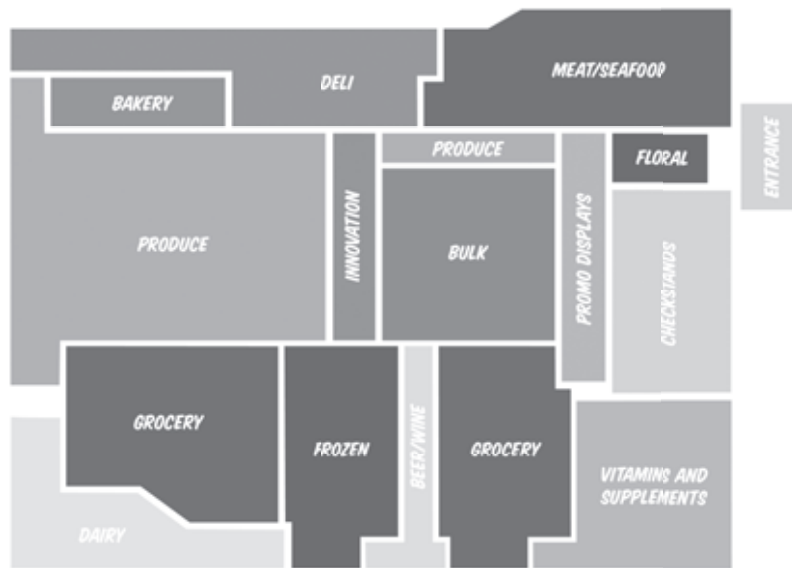 MEAT/SEAFOOD
DELI
BAKERY
ENTRANCE
PRODUCE
FLORAL
PRODUCE
INNOVATION
BULK
PROMO DISPLAYS
CHECKSTANDS
GROCERY
FROZEN
BEER/WINE
GROCERY
VITAMINS AND
SUPPLEMENTS
DAIRY